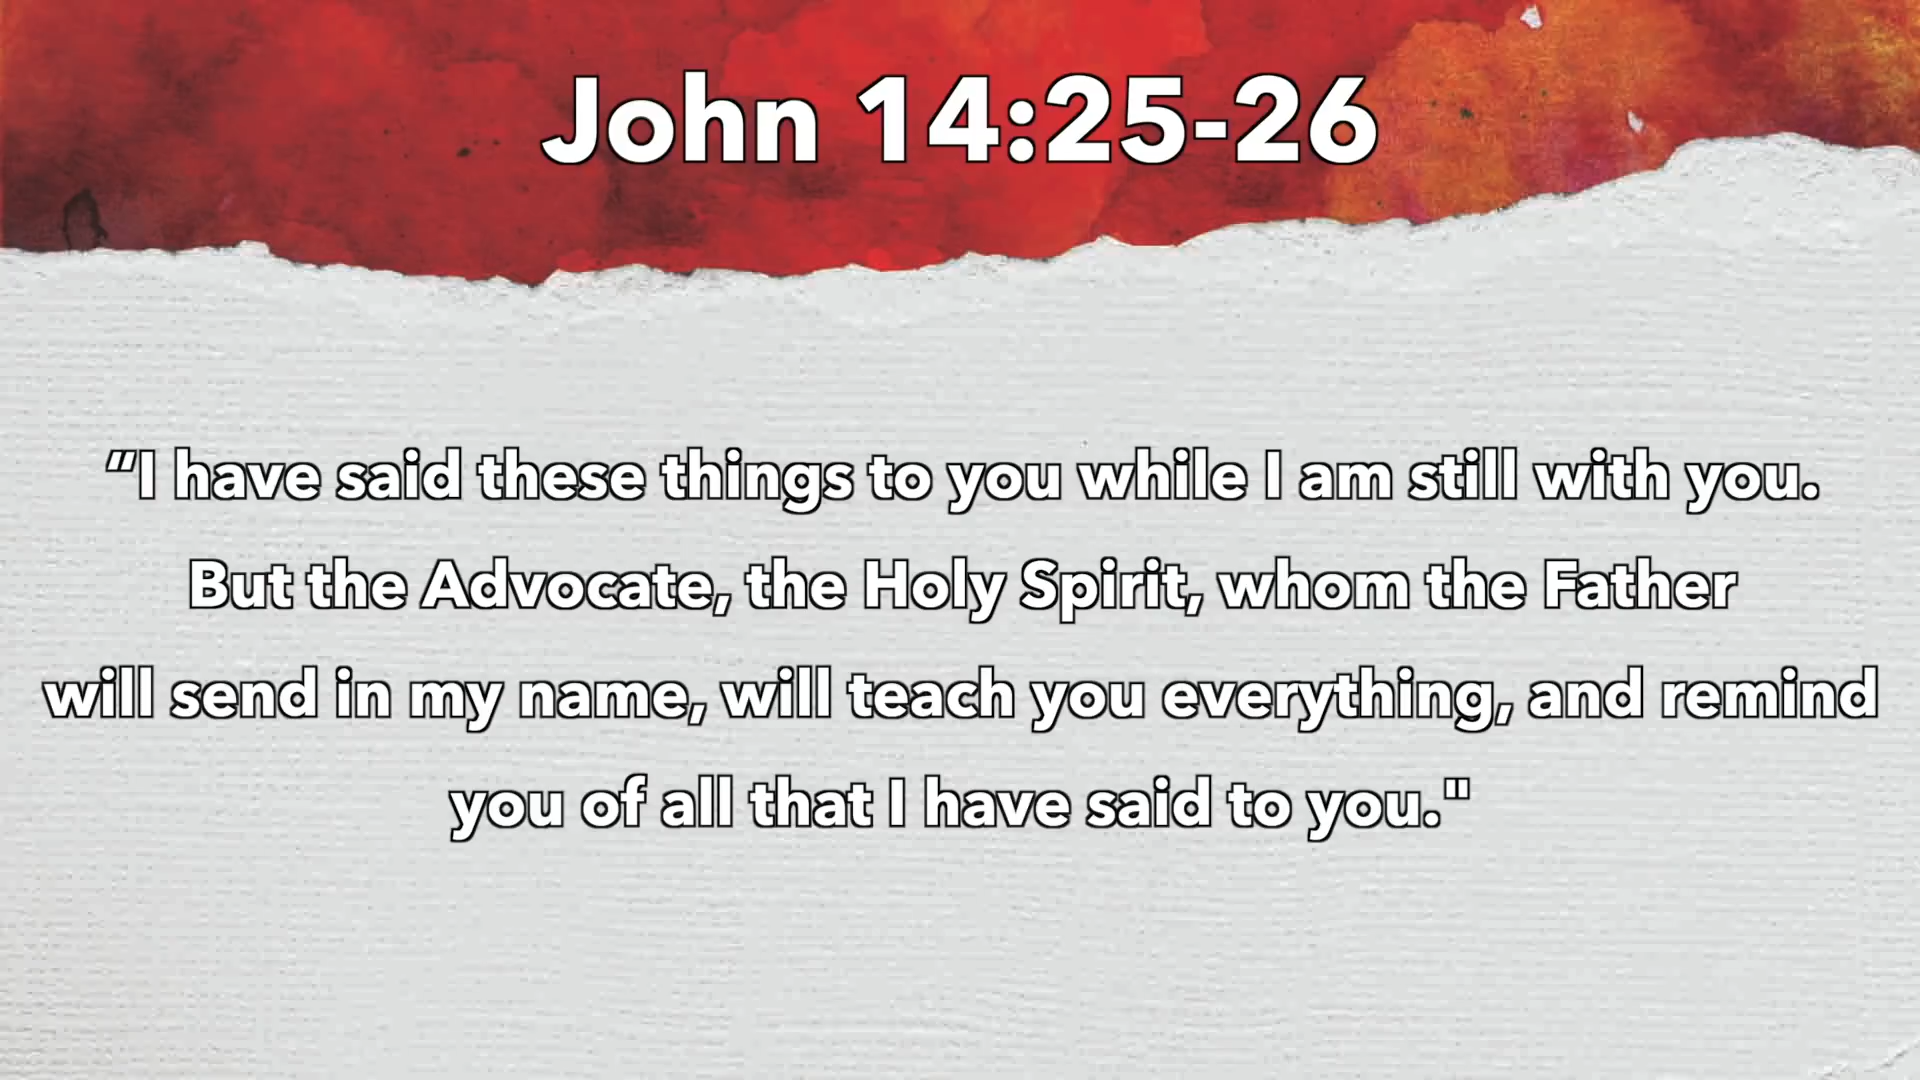 John 14:25-26
“I have said these things to you while I am still with you.
But the Advocate, the Holy Spirit, whom the Father
will send in my name, will teach you everything, and remind
you of all that I have said to you."